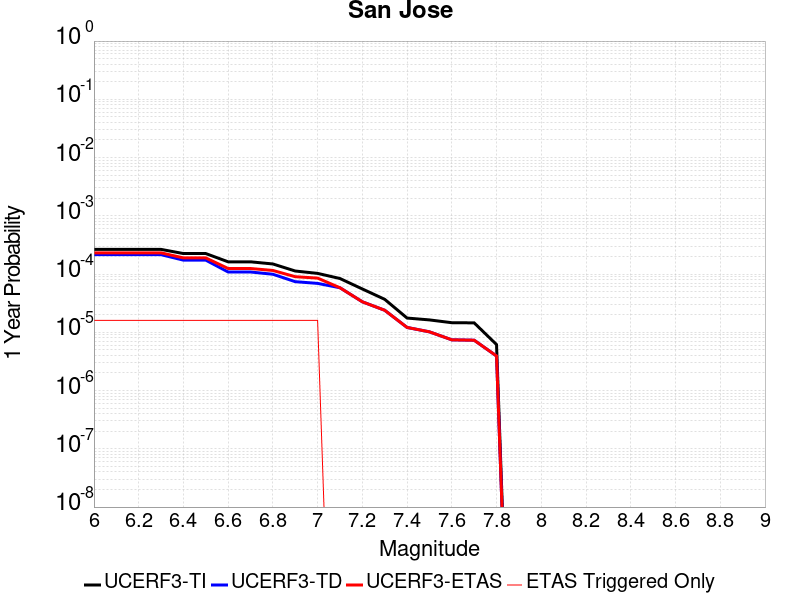 San Jose
10^0
10^-1
10^-2
10^-3
10^-4
10^-5
10^-6
10^-7
10^-8
1 Year Probability
6 6.2 6.4 6.6 6.8 7 7.2 7.4 7.6 7.8 8 8.2 8.4 8.6 8.8 9
Magnitude
UCERF3-TI UCERF3-TD UCERF3-ETAS ETAS Triggered Only